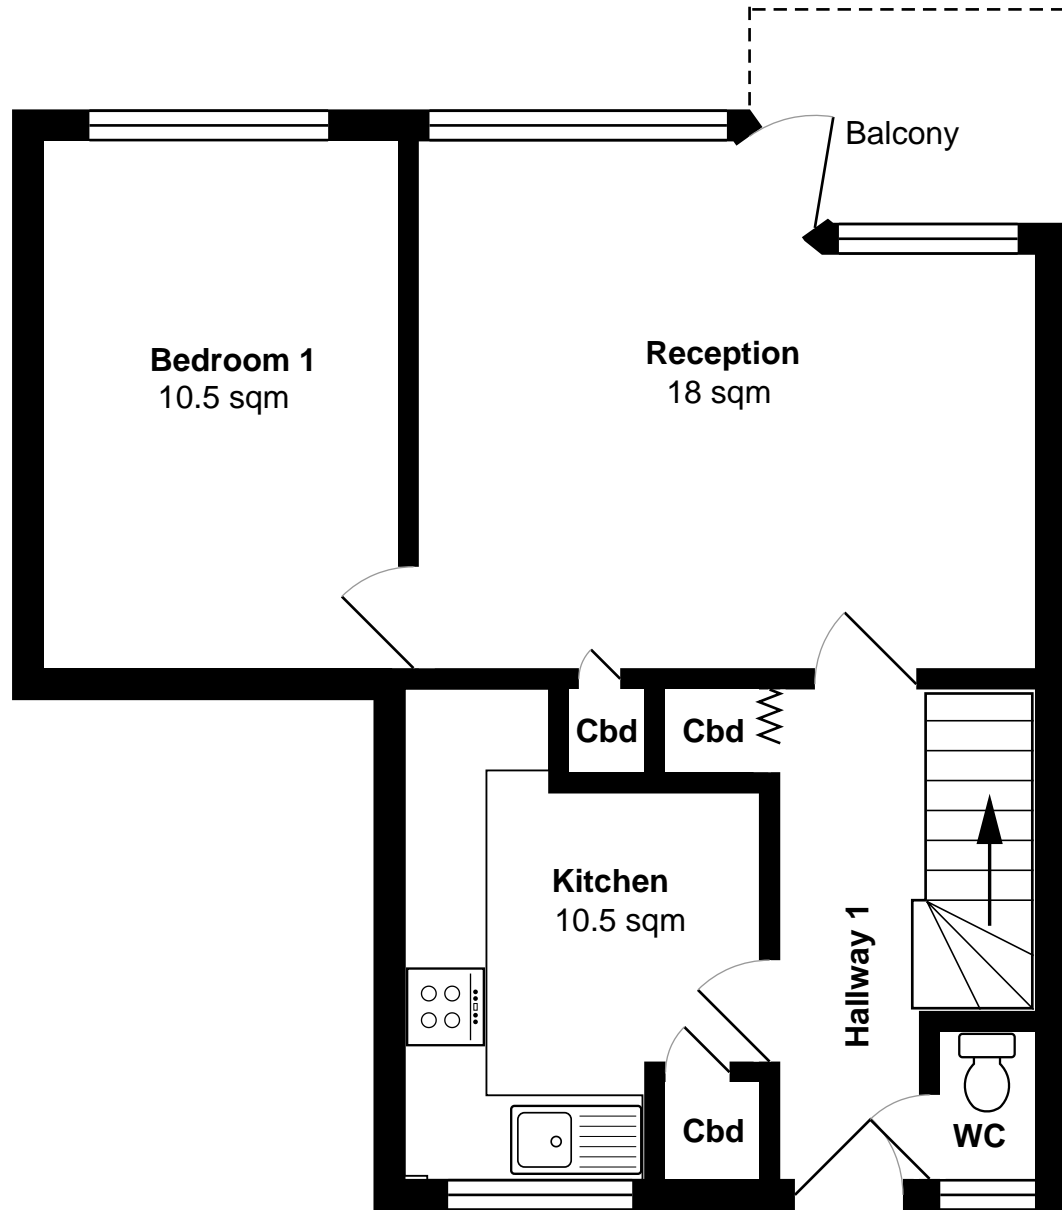 Balcony
Bedroom 1
10.5 sqm
Reception
18 sqm
Cbd
Cbd
Kitchen
10.5 sqm
Hallway 1
Cbd
WC